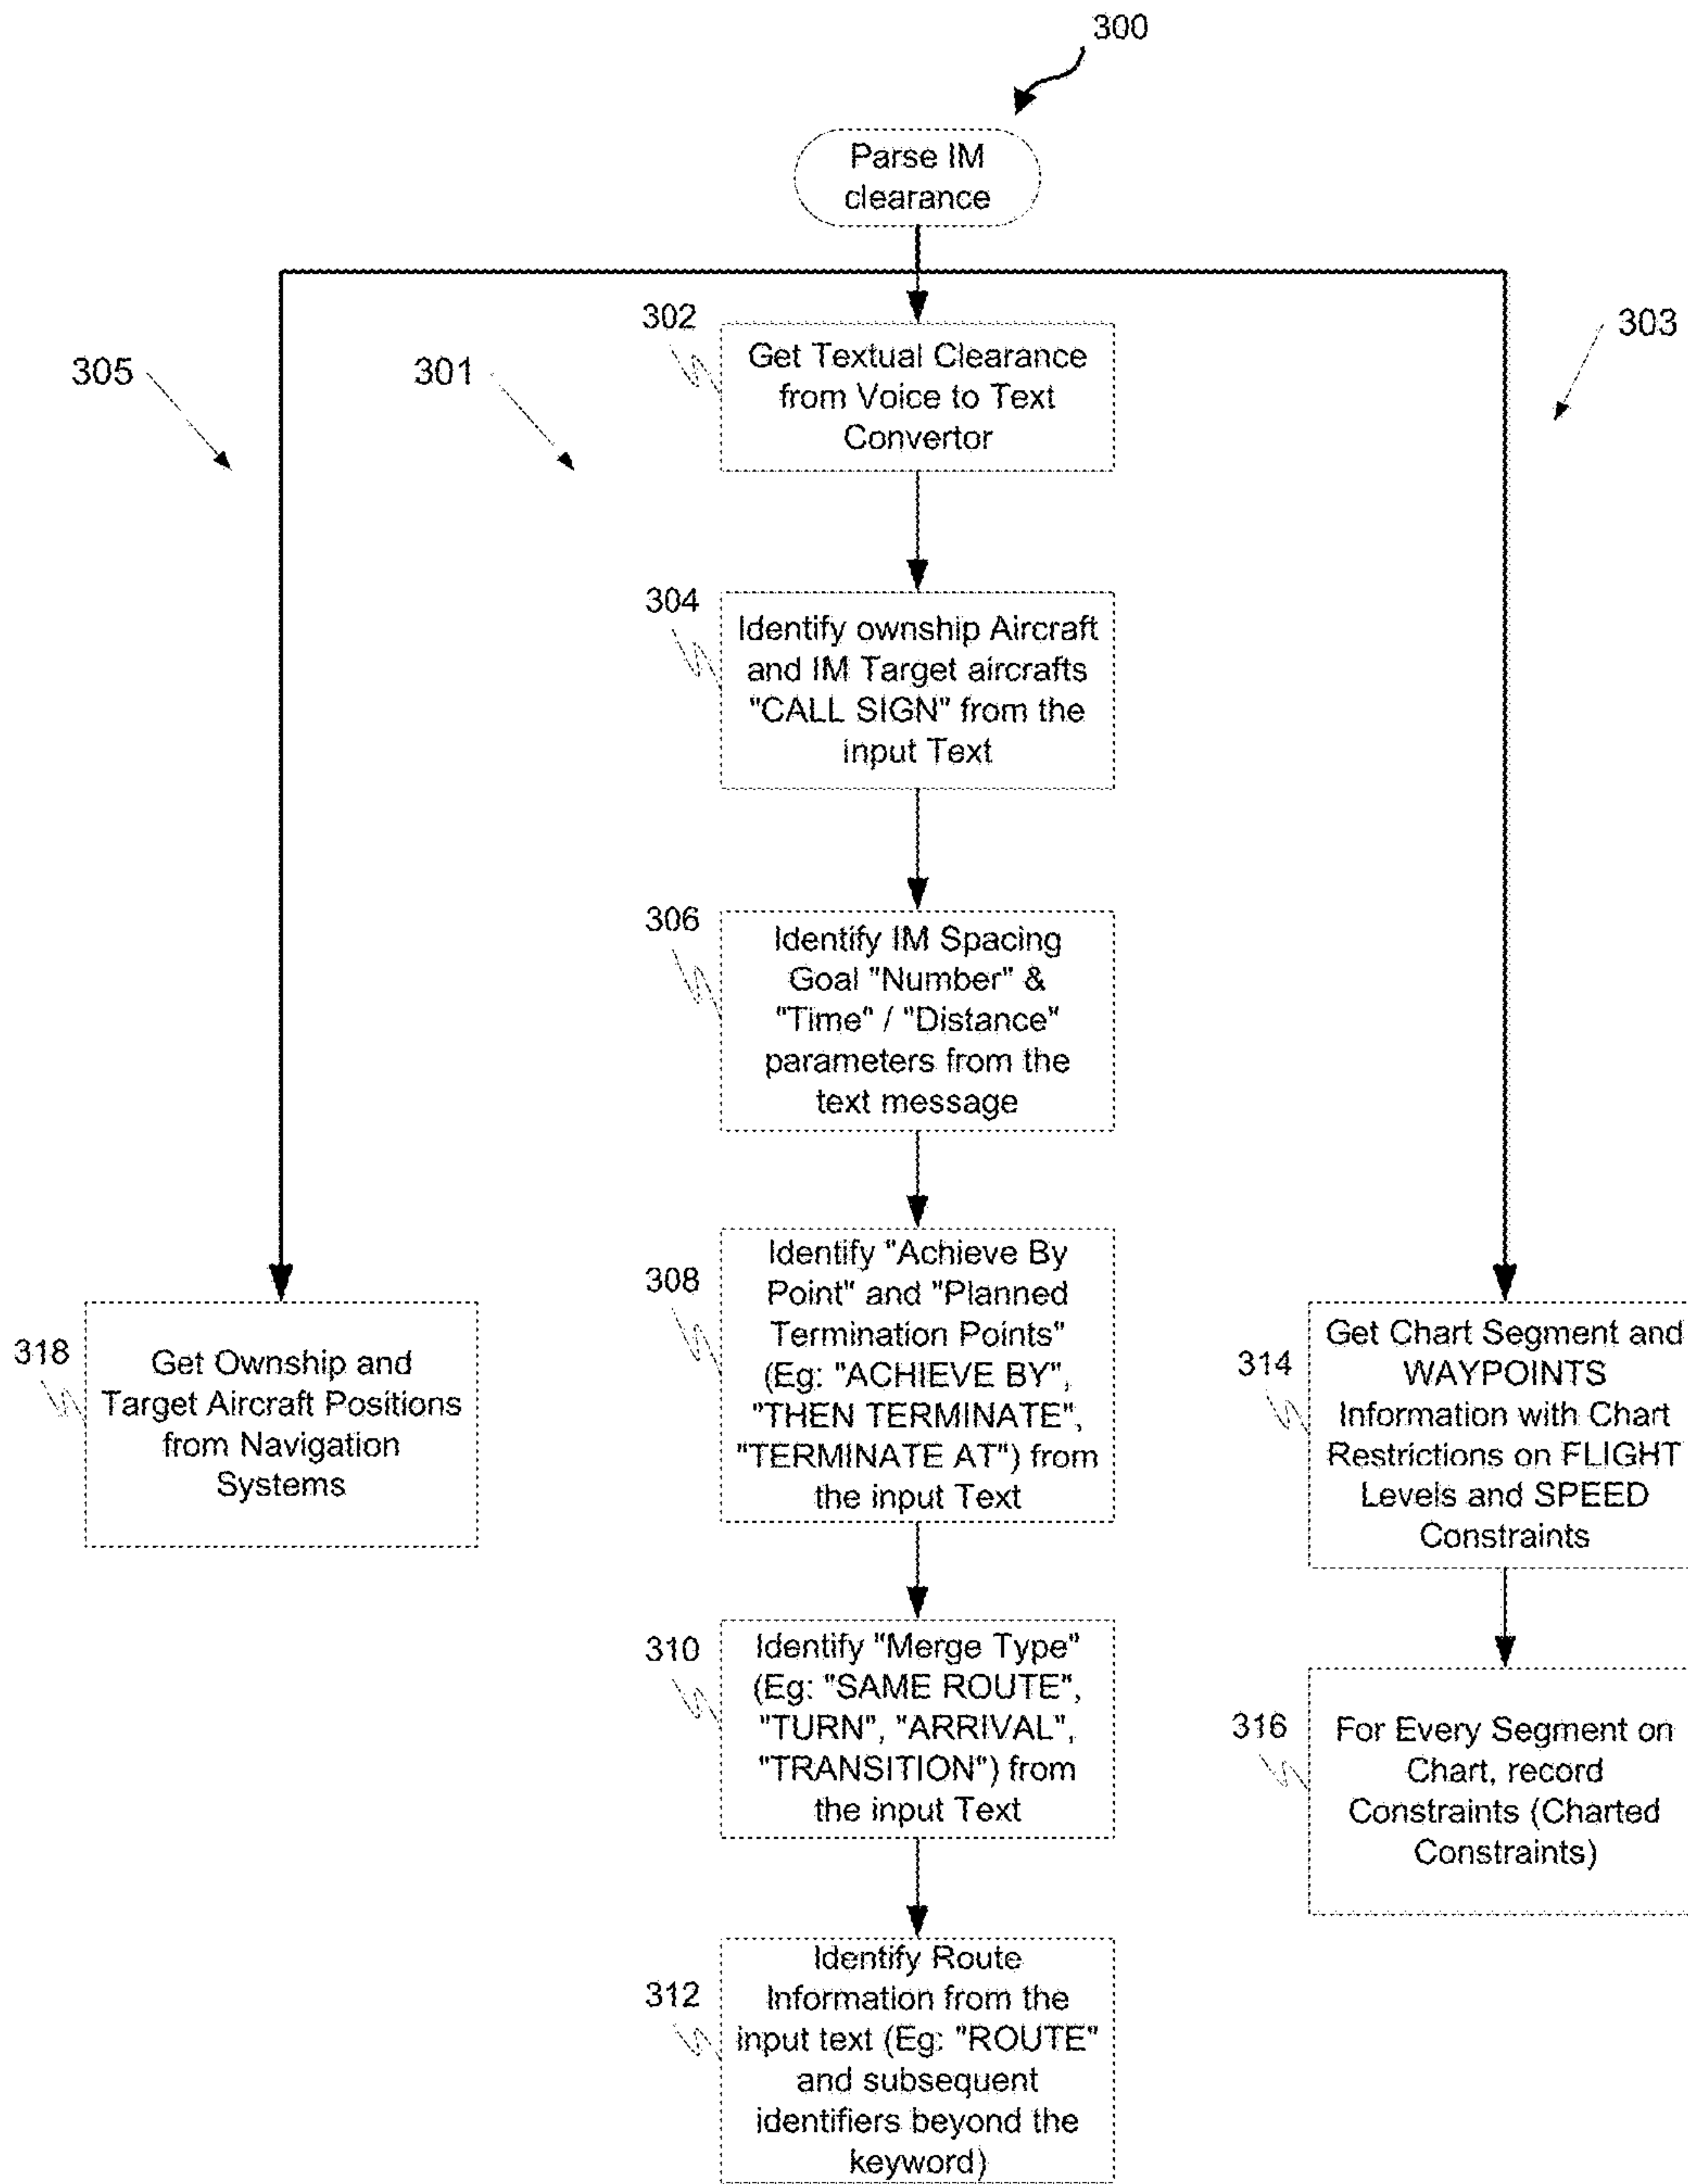 300
Parse IM
clearance
305
301
303
302
Get Textual Clearance
from Voice to Text
Convertor
304
Identify ownship Aircraft
and IM Target aircrafts
"CALL SIGN" from the
input Text
306
Identify IM Spacing
Goal "Number" &
"Time" / "Distance"
parameters from the
text message
308
Identify "Achieve By
Point" and "Planned
Termination Points"
(Eg: "ACHIEVE BY",
"THEN TERMINATE",
"TERMINATE AT") from
the input Text
310
Identify "Merge Type"
(Eg: "SAME ROUTE",
"TURN", "ARRIVAL",
"TRANSITION") from
the input Text
312
Identify Route
Information from the
input text (Eg: "ROUTE"
and subsequent
identifiers beyond the
keyword)
318
Get Ownship and
Target Aircraft Positions
from Navigation
Systems
314
Get Chart Segment and
WAYPOINTS
Information with Chart
Restrictions on FLIGHT
Levels and SPEED
Constraints
316
For Every Segment on
Chart, record
Constraints (Charted
Constraints)